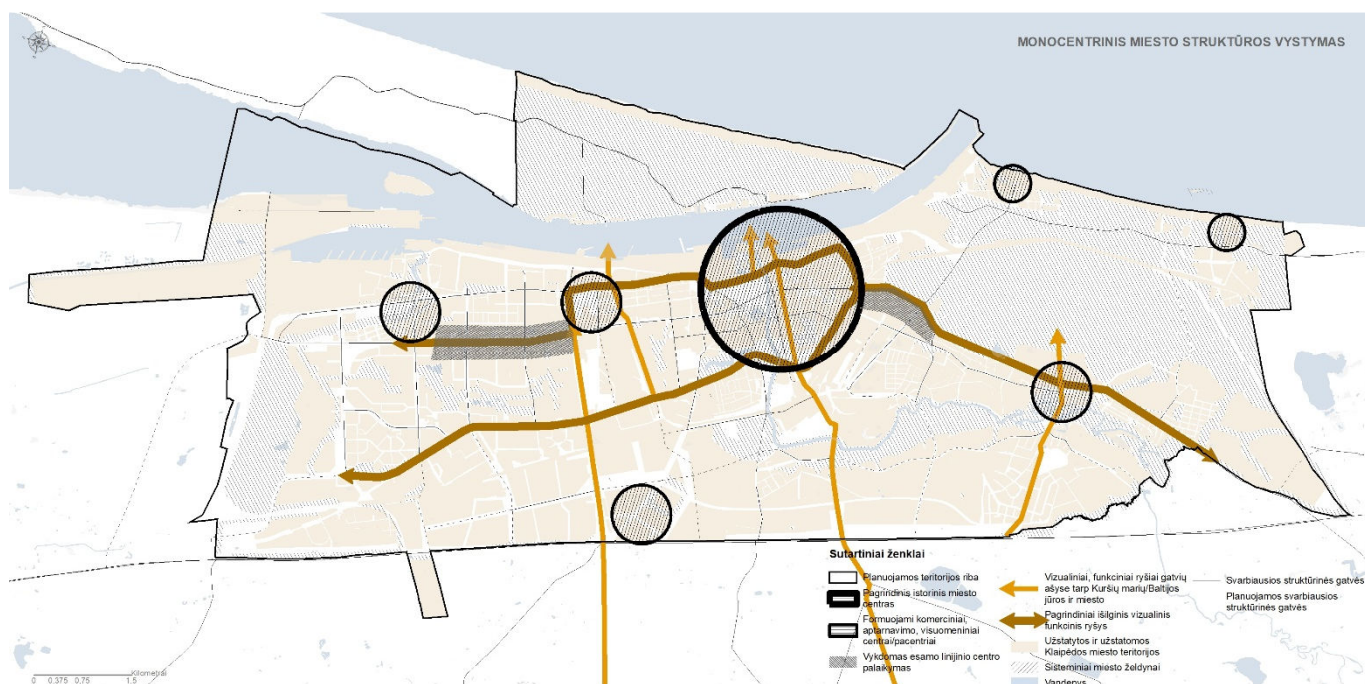 MONOCENTRINIS MIESTO STRUKTŪROS VYSTYMAS
Sutartiniai ženklai
Planuojamos teritorijos riba
Pagrindinis istorinis miesto
centras
Formuojami komerciniai,
aptarnavimo, visuomeniniai
centrai/pacentriai
Vykdomas esamo linijinio centro
palaikymas
Vizualiniai, funkciniai ryšiai gatvių
ašyse tarp Kuršių marių/Baltijos
jūros ir miesto
Pagrindiniai išilginis vizualinis
funkcinis ryšys
Užstatytos ir užstatomos
Klaipėdos miesto teritorijos
Sisteminiai miesto želdynai
Vandenys
Svarbiausios struktūrinės gatvės
Planuojamos svarbiausios
struktūrinės gatvės
Kilometrai
0 0.375 0.75 1.5